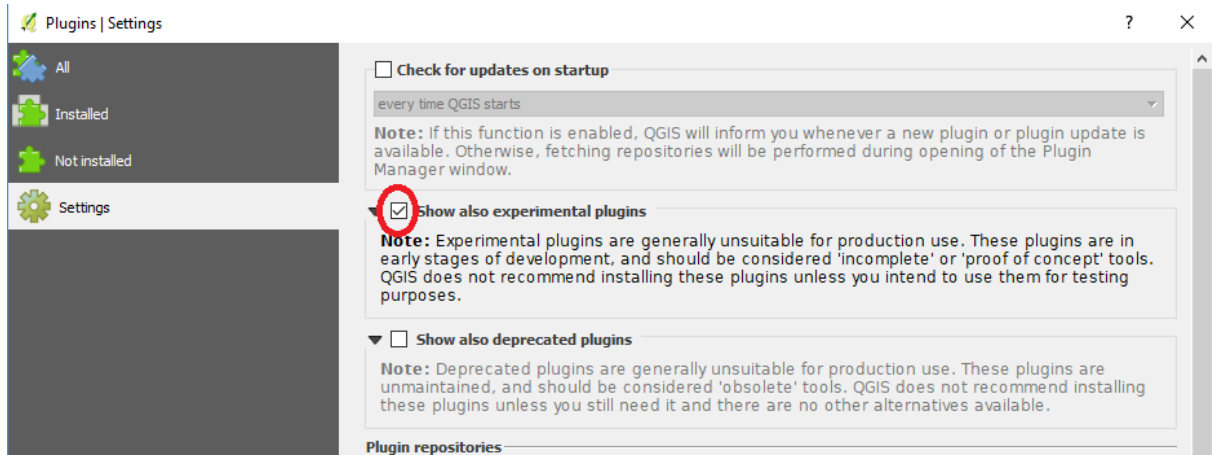 Plugins | Settings
?
All
Installed
Not installed
Settings
Check for updates on startup
every time QGIS starts
Note: If this function is enabled, QGIS will inform you whenever a new plugin or plugin update is
available. Otherwise, fetching repositories will be performed during opening of the Plugin
Manager window.
Show also experimental plugins
Note: Experimental plugins are generally unsuitable for production use. These plugins are in
early stages of development, and should be considered 'incomplete' or 'proof of concept' tools.
QGIS does not recommend installing these plugins unless you intend to use them for testing
purposes.
Show also deprecated plugins
Note: Deprecated plugins are generally unsuitable for production use. These plugins are
unmaintained, and should be considered 'obsolete' tools. QGIS does not recommend installing
these plugins unless you still need it and there are no other alternatives available.
Plugin repositories